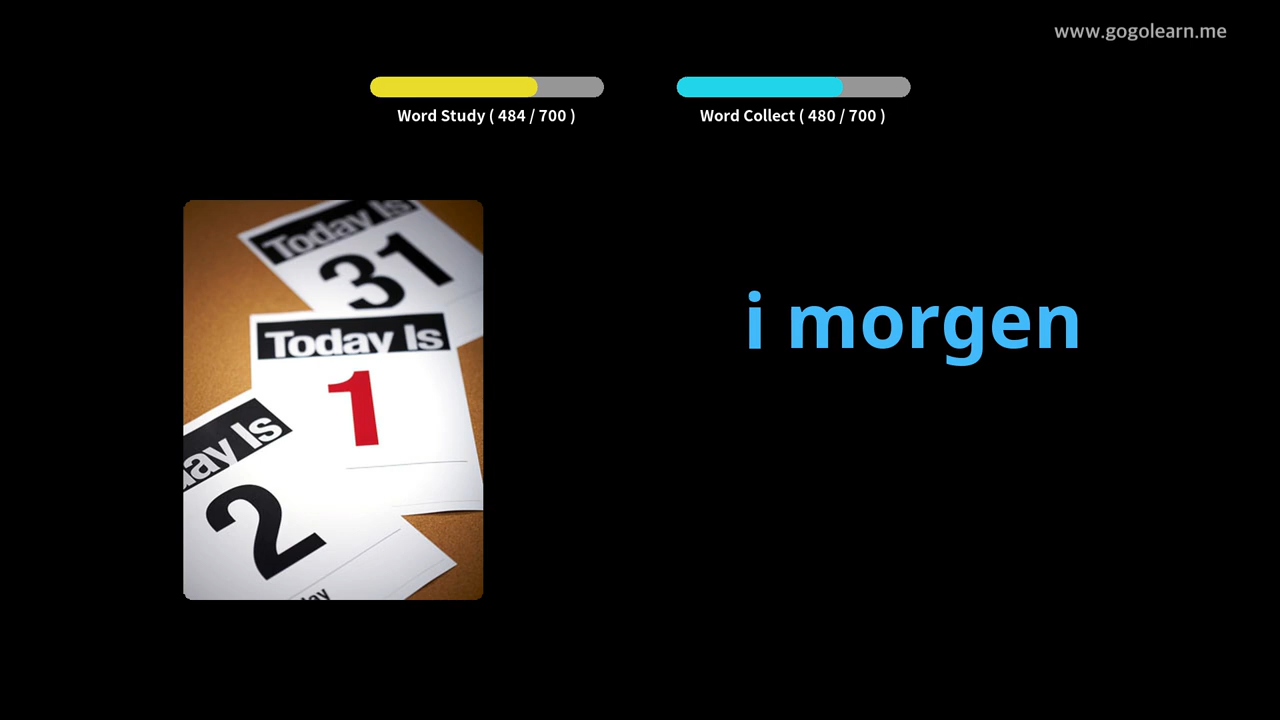 www.gogolearn.me
Word Study ( 484 / 700 )
Word Collect ( 480 / 700 )
Today Is
31
Today Is
1
i morgen
ay Is
2
ay